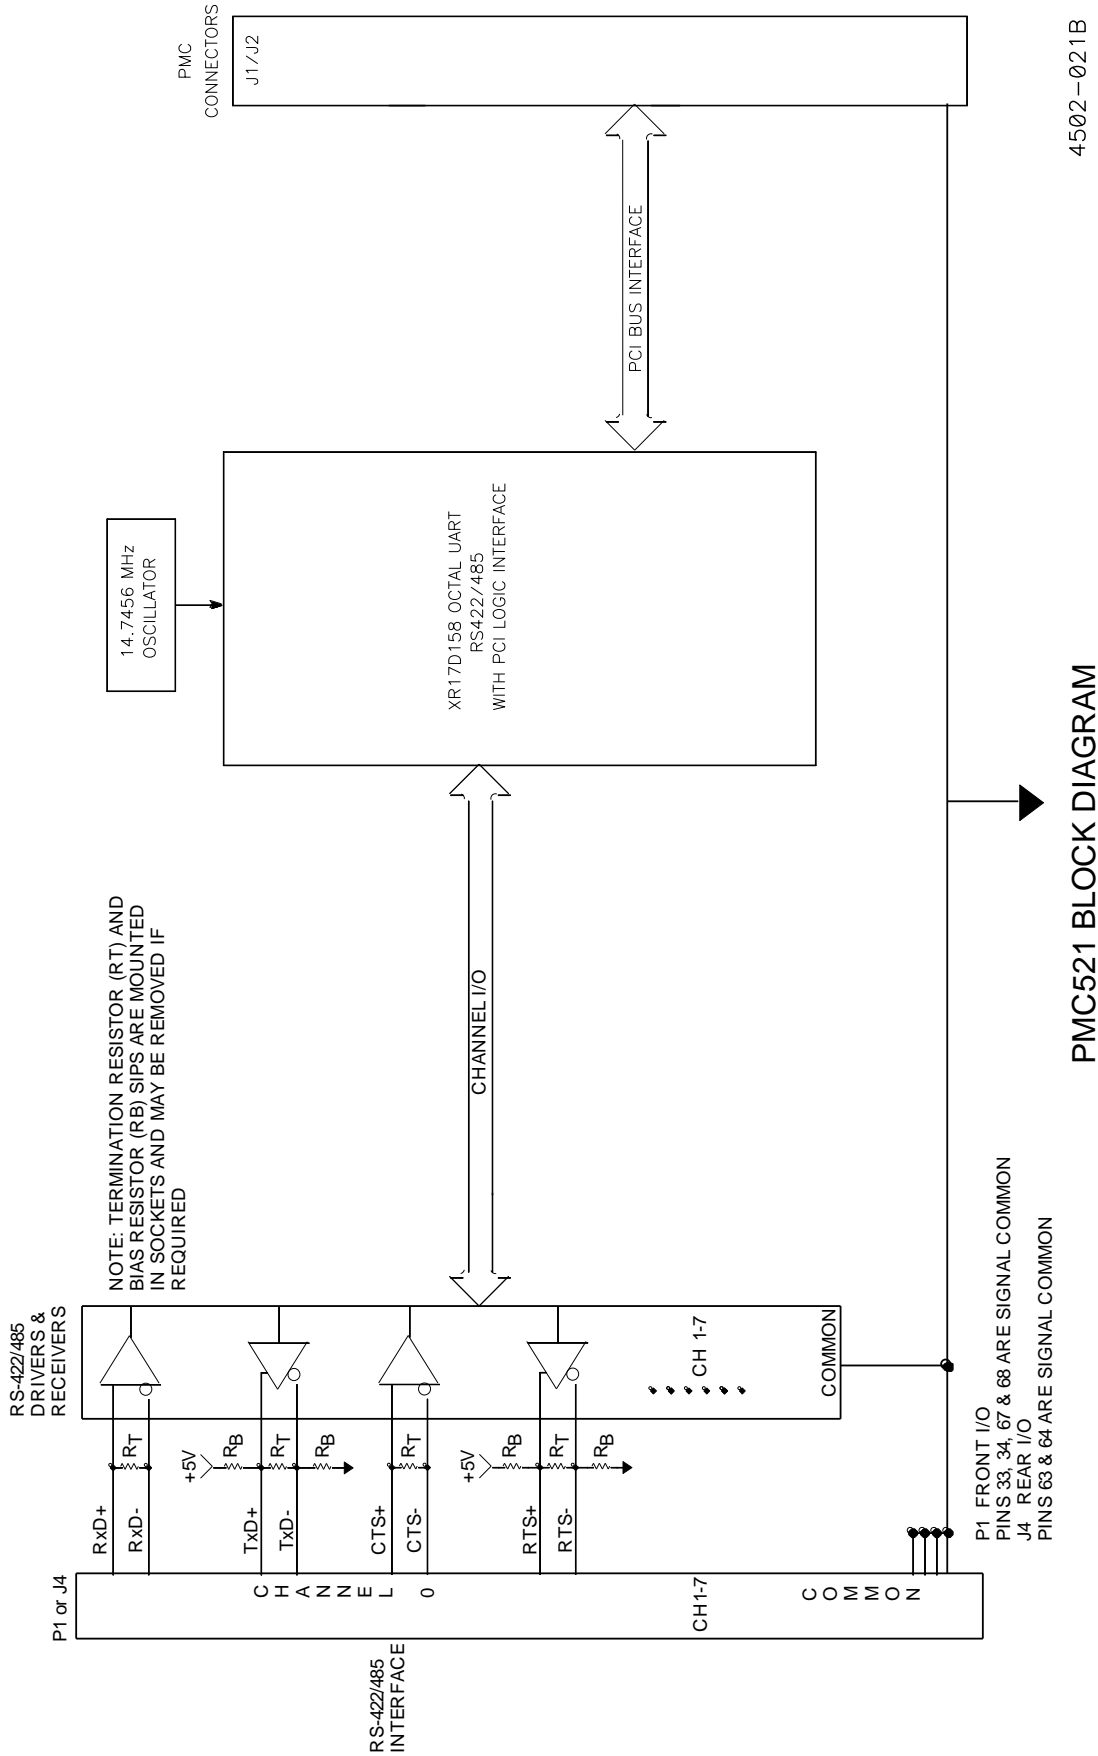 RS-422/485
DRIVERS &
RECEIVERS
P1 or J4
RS-422/485
INTERFACE
RxD+
RxD-
TxD+
TxD-
CTS+
CTS-
RTS+
RTS-
RT
+5V
RB
RT
RB
RT
+5V
RB
RT
RB
CHANNEL 0
CH1-7
COMMON
CH 1-7
COMMON
NOTE: TERMINATION RESISTOR (RT) AND
BIAS RESISTOR (RB) SIPS ARE MOUNTED
IN SOCKETS AND MAY BE REMOVED IF
REQUIRED
CHANNEL I/O
14.7456 MHz
OSCILLATOR
XR17D158 OCTAL UART
RS422/485
WITH PCI LOGIC INTERFACE
PCI BUS INTERFACE
PMC
CONNECTORS
J1/J2
P1 FRONT I/O
PINS 33, 34, 67 & 68 ARE SIGNAL COMMON
J4 REAR I/O
PINS 63 & 64 ARE SIGNAL COMMON
PMC521 BLOCK DIAGRAM
4502-021B